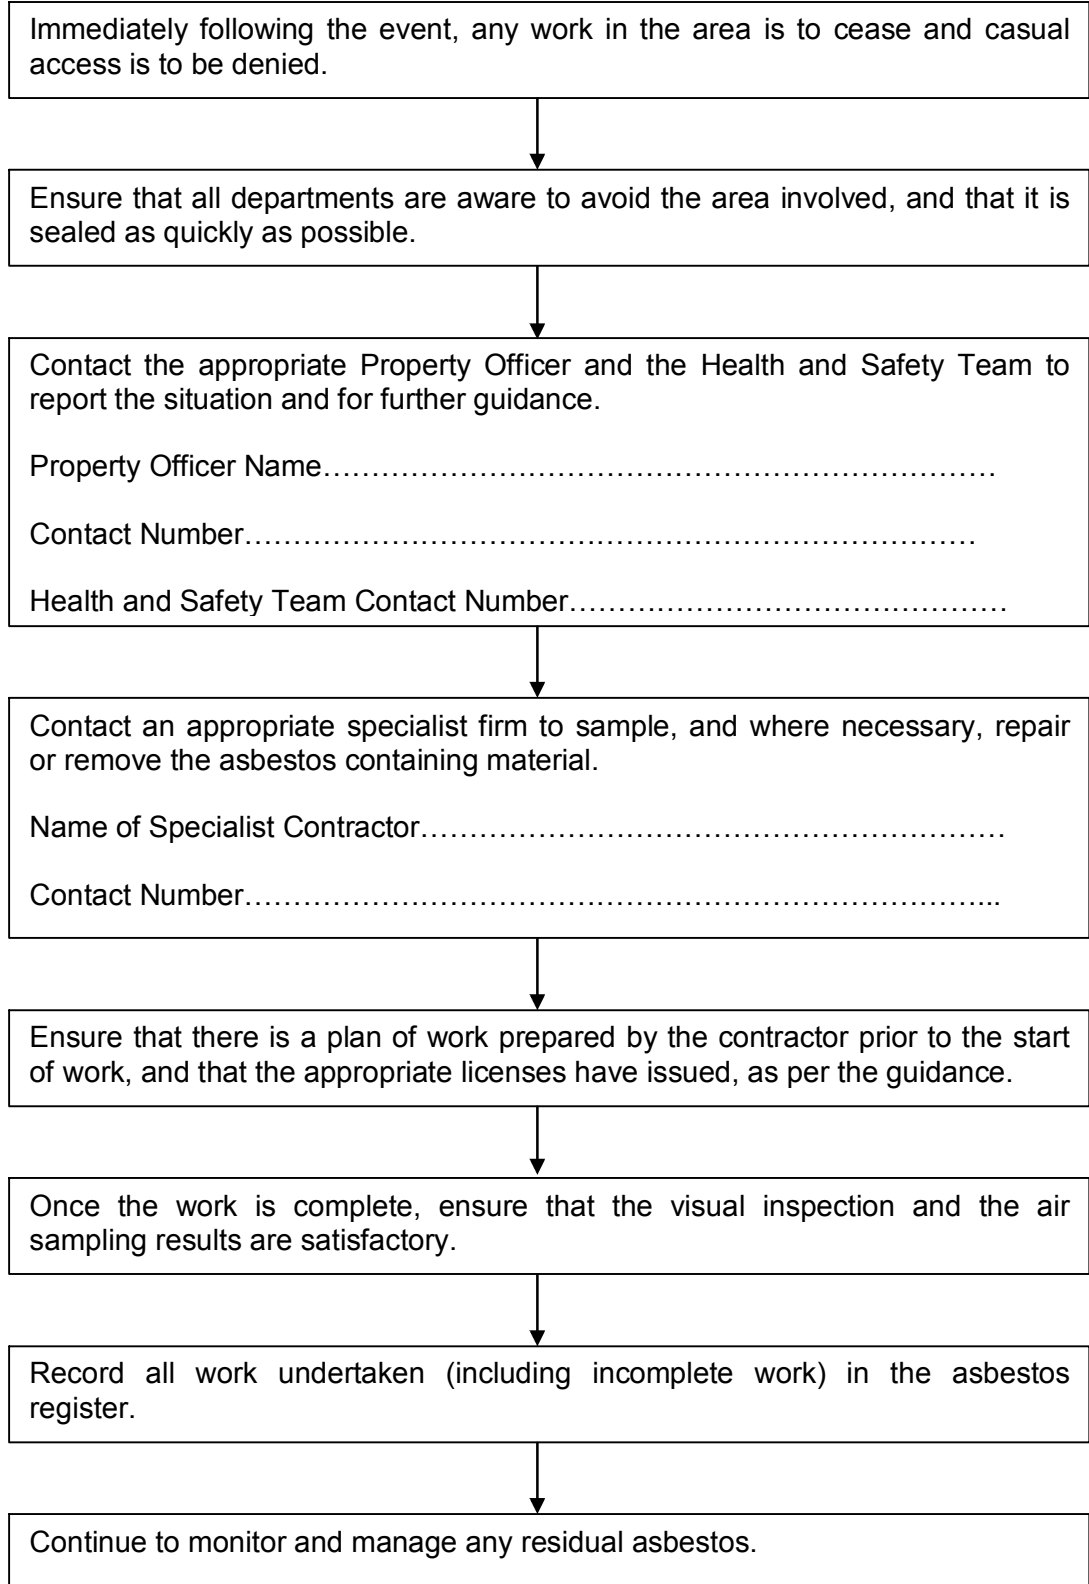 Immediately following the event, any work in the area is to cease and casual
access is to be denied.
Ensure that all departments are aware to avoid the area involved, and that it is
sealed as quickly as possible.
Contact the appropriate Property Officer and the Health and Safety Team to
report the situation and for further guidance.
Property Officer Name……………………………………………………………………
Contact Number…………………………………………………………………………
Health and Safety Team Contact Number……………………………………………
Contact an appropriate specialist firm to sample, and where necessary, repair
or remove the asbestos containing material.
Name of Specialist Contractor……………………………………………………………
Contact Number…………………………………………………………………………...
Ensure that there is a plan of work prepared by the contractor prior to the start
of work, and that the appropriate licenses have issued, as per the guidance.
Once the work is complete, ensure that the visual inspection and the air
sampling results are satisfactory.
Record all work undertaken (including incomplete work) in the asbestos
register.
Continue to monitor and manage any residual asbestos.